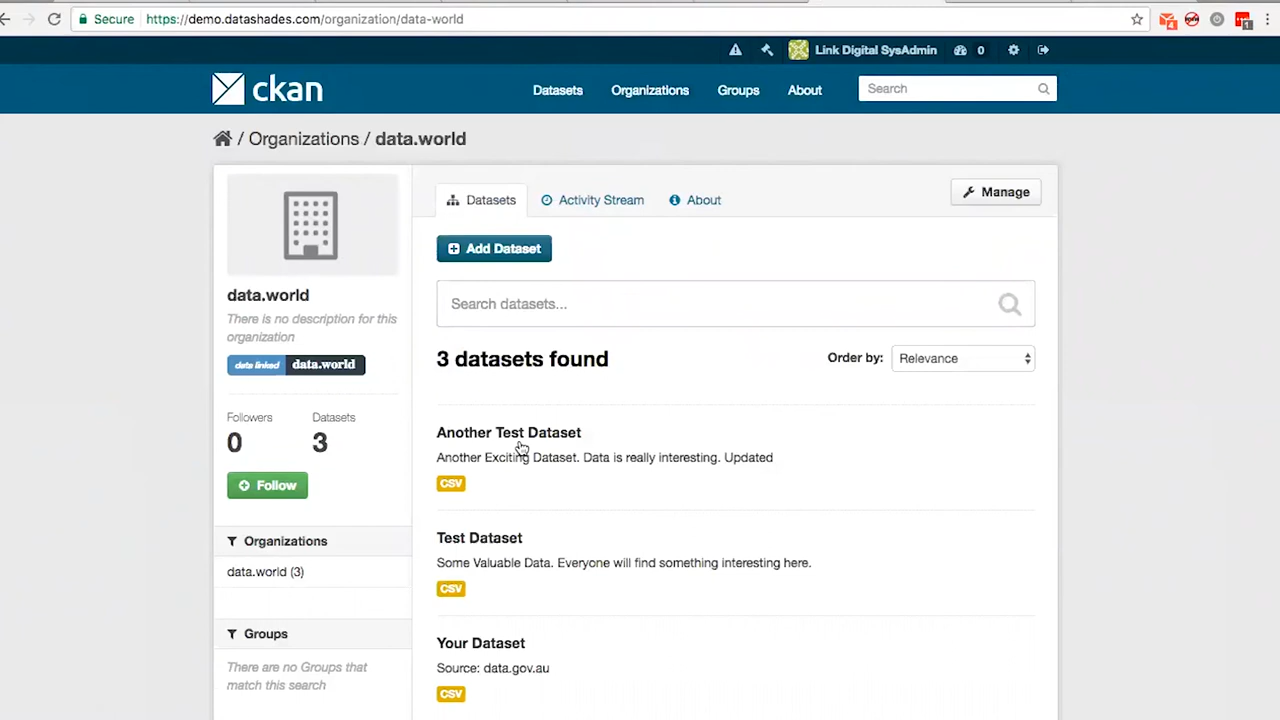 Secure https://demo.datashades.com/organization/data-world
4
1
Link Digital SysAdmin 0
ckan Datasets Organizations Groups About Search
/ Organizations / data.world
Datasets Activity Stream About Manage
Add Dataset
Search datasets...
data.world
There is no description for this
organization
data linked data.world
3 datasets found Order by: Relevance
Followers Datasets
0 3
Follow
Another Test Dataset
Another Exciting Dataset. Data is really interesting. Updated
CSV
Organizations
data.world (3)
Test Dataset
Some Valuable Data. Everyone will find something interesting here.
CSV
Groups
There are no Groups that
match this search
Your Dataset
Source: data.gov.au
CSV